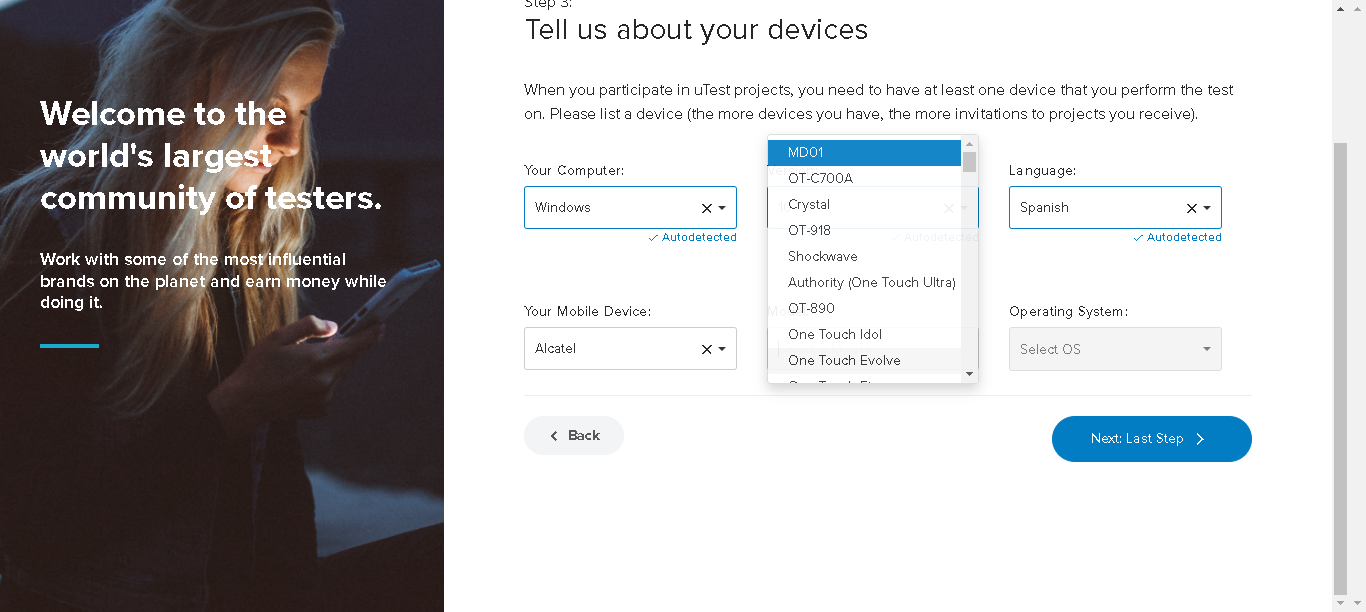 Welcome to the
world's largest
community of testers.
Work with some of the most influential
brands on the planet and earn money while
doing it.
Step 3:
Tell us about your devices
When you participate in uTest projects, you need to have at least one device that you perform the test
on. Please list a device (the more devices you have, the more invitations to projects you receive).
Your Computer:
Windows
Autodetected
Language:
Spanish
Autodetected
Autodetected
MD01
OT-C700A
Crystal
OT-918
Shockwave
Authority (One Touch Ultra)
OT-890
One Touch Idol
One Touch Evolve
Your Mobile Device:
Alcatel
Operating System:
Select OS
Back
Next: Last Step